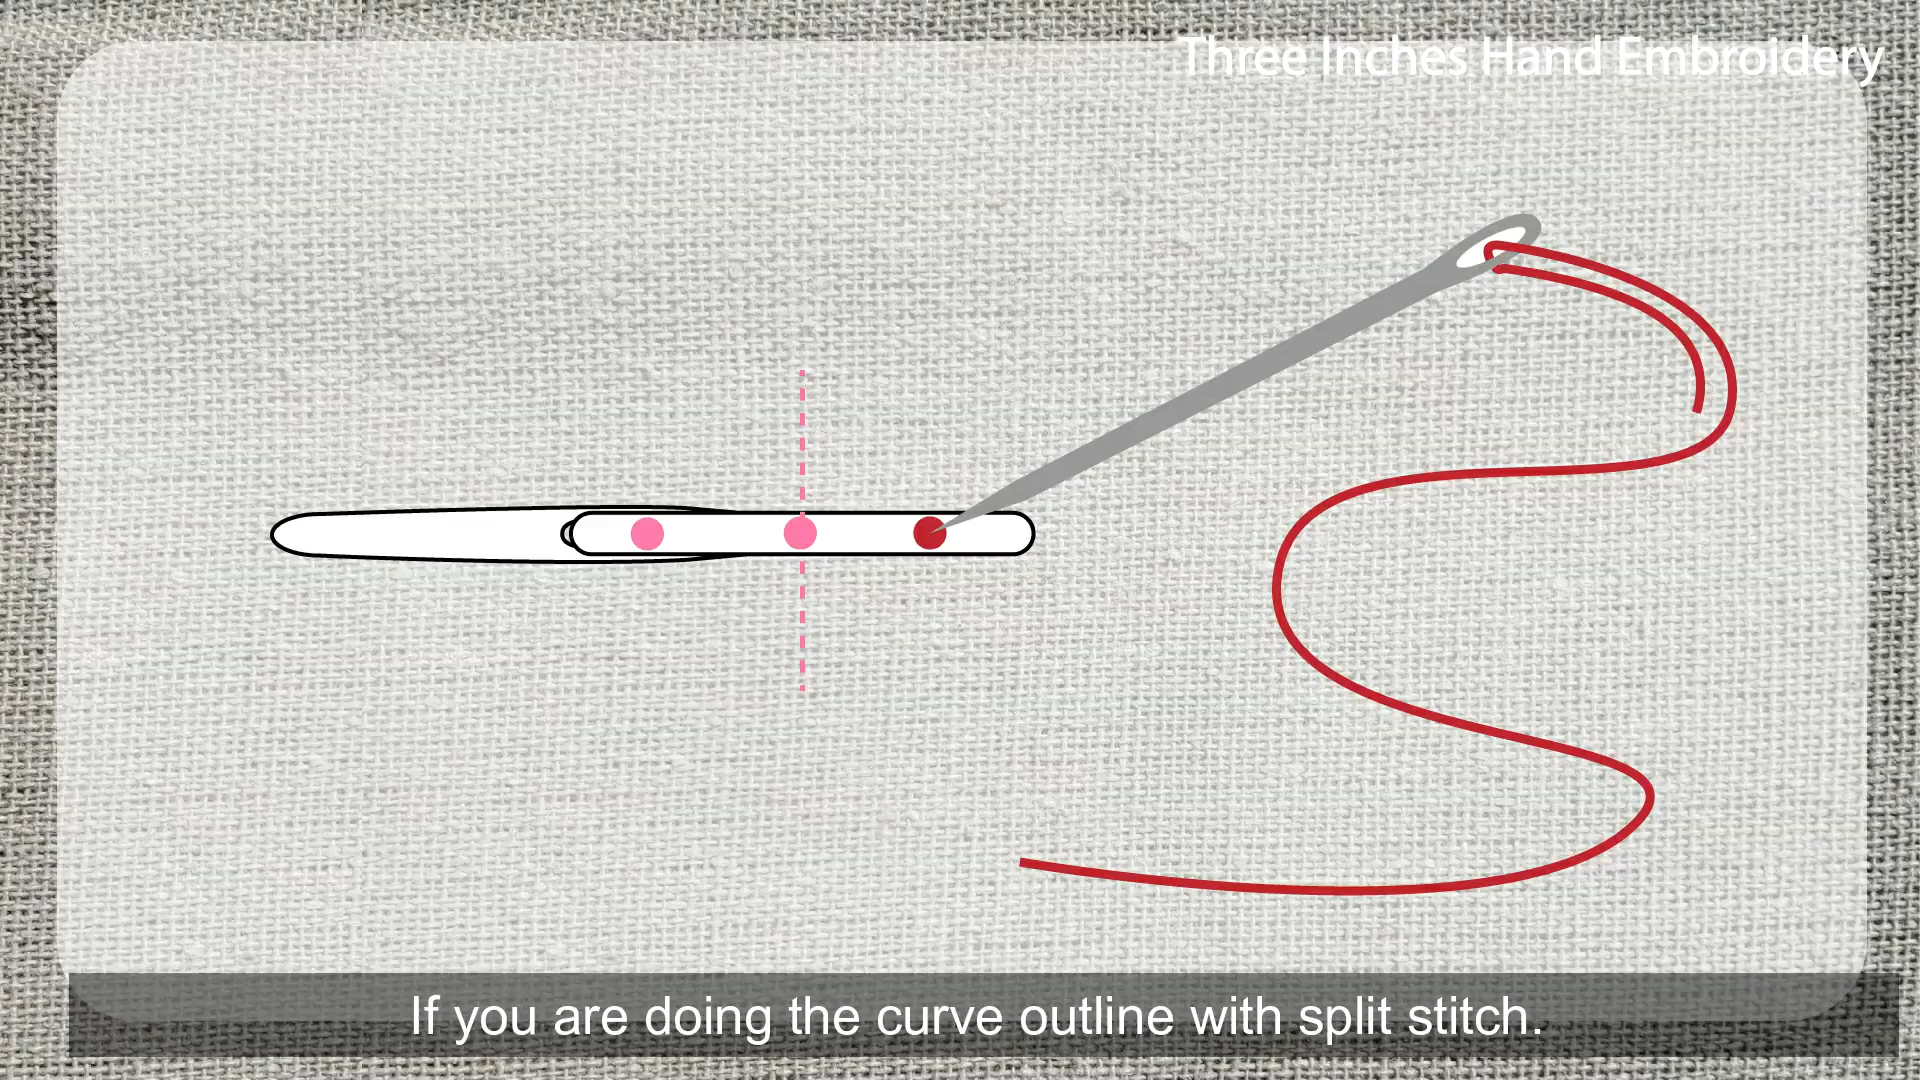 Three Inches Hand Embroidery
If you are doing the curve outline with split stitch.